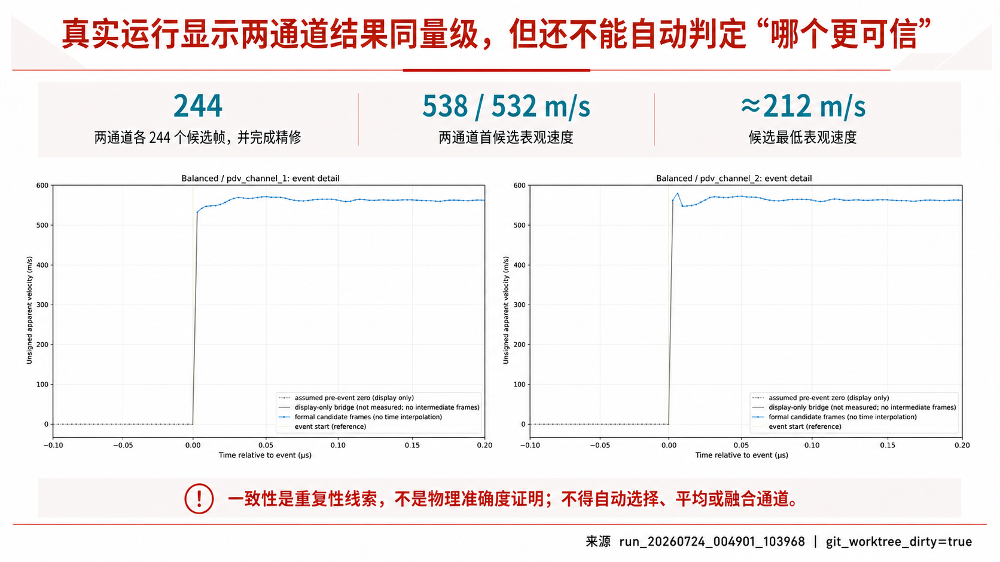 真实运行显示两通道结果同量级，但还不能自动判定“哪个更可信”
244
两通道各 244 个候选帧，并完成精修
538 / 532 m/s
两通道首候选表观速度
≈212 m/s
候选最低表观速度
Balanced / pdv_channel_1: event detail
600
500
400
300
200
100
0
Unsigned apparent velocity (m/s)
−0.10
−0.05
0.00
0.05
0.10
0.15
0.20
Time relative to event (μs)
assumed pre-event zero (display only)
display-only bridge (not measured; no intermediate frames)
formal candidate frames (no time interpolation)
event start (reference)
Balanced / pdv_channel_2: event detail
600
500
400
300
200
100
0
Unsigned apparent velocity (m/s)
−0.10
−0.05
0.00
0.05
0.10
0.15
0.20
Time relative to event (μs)
assumed pre-event zero (display only)
display-only bridge (not measured; no intermediate frames)
formal candidate frames (no time interpolation)
event start (reference)
! 一致性是重复性线索，不是物理准确度证明；不得自动选择、平均或融合通道。
来源 run_20260724_004901_103968 | git_worktree_dirty=true